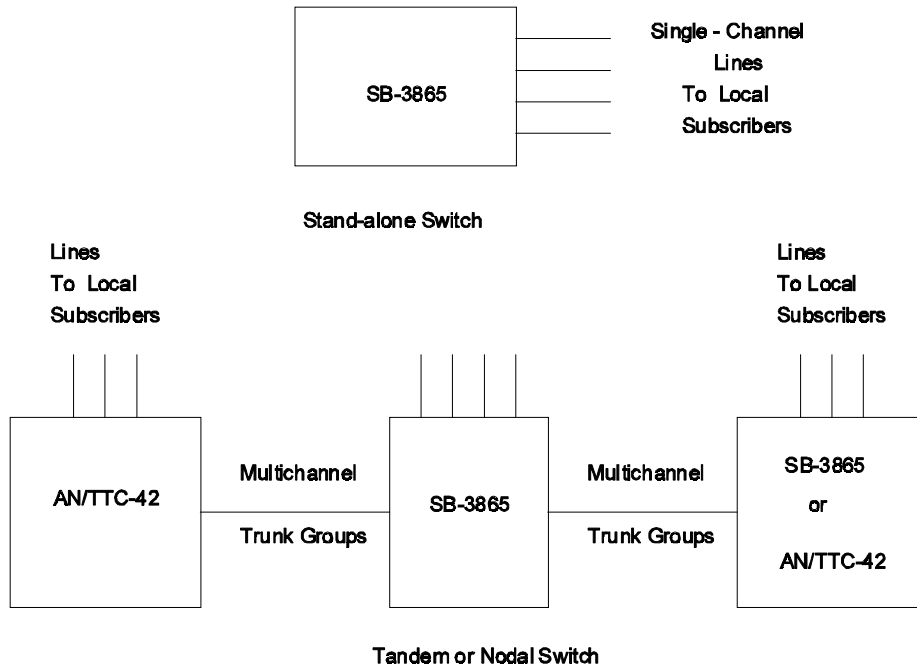 Single - Channel
Lines
To Local
Subscribers
SB-3865
Stand-alone Switch
Lines
To Local
Subscribers
Lines
To Local
Subscribers
AN/TTC-42
Multichannel
Trunk Groups
SB-3865
Multichannel
Trunk Groups
SB-3865
or
AN/TTC-42
Tandem or Nodal Switch